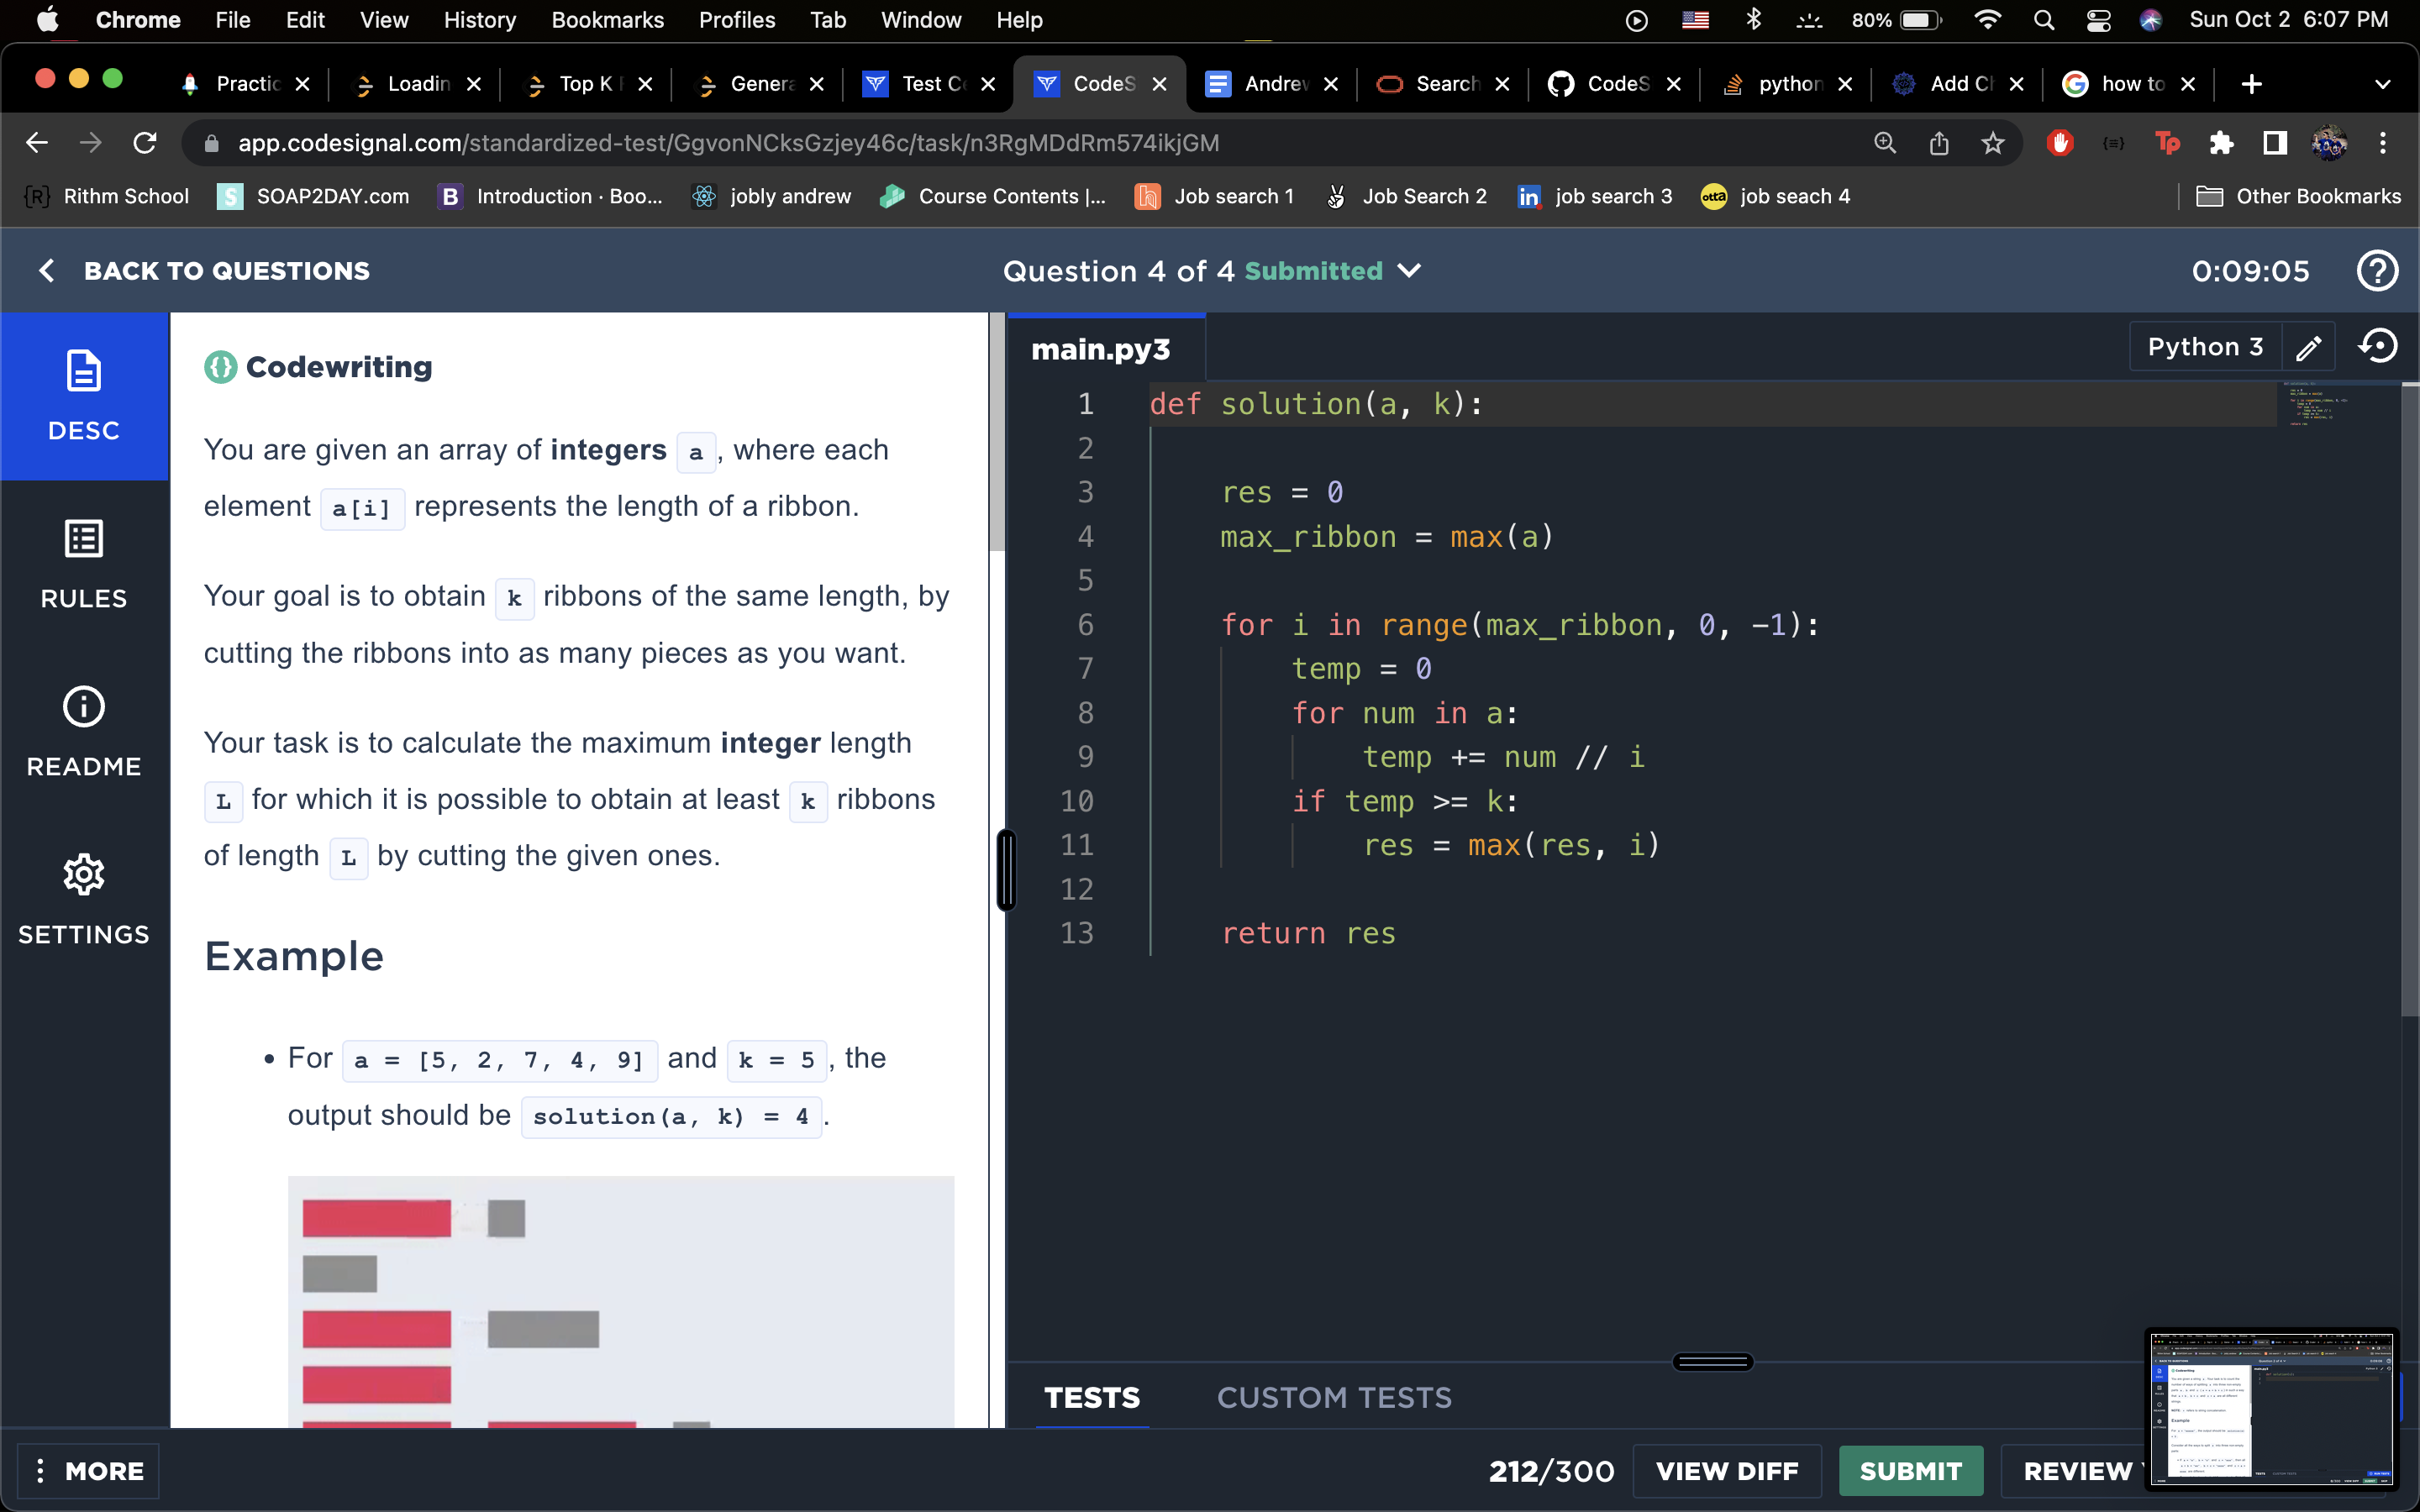 Chrome File Edit View History Bookmarks Profiles Tab Window Help 80% Sun Oct 2 6:07 PM
Practic Loadin Top K Genera Test C CodeS Andrew Search CodeS python Add Cl how to
app.codesignal.com/standardized-test/GgvonNCksGzjey46c/task/n3RgMDdRm574ikjGM
{R} Rithm School S SOAP2DAY.com B Introduction · Boo... jobly andrew Course Contents |... Job search 1 Job Search 2 in job search 3 otta job seach 4 Other Bookmarks
BACK TO QUESTIONS
Question 4 of 4 Submitted
0:09:05
DESC
RULES
README
SETTINGS
Codewriting
You are given an array of integers a , where each
element a[i] represents the length of a ribbon.
Your goal is to obtain k ribbons of the same length, by
cutting the ribbons into as many pieces as you want.
Your task is to calculate the maximum integer length
L for which it is possible to obtain at least k ribbons
of length L by cutting the given ones.
Example
• For a = [5, 2, 7, 4, 9] and k = 5 , the
output should be solution(a, k) = 4 .
main.py3
Python 3
1 def solution(a, k):
2
3 res = 0
4 max_ribbon = max(a)
5
6 for i in range(max_ribbon, 0, -1):
7 temp = 0
8 for num in a:
9 temp += num // i
10 if temp >= k:
11 res = max(res, i)
12
13 return res
TESTS CUSTOM TESTS
MORE
212/300 VIEW DIFF SUBMIT REVIEW